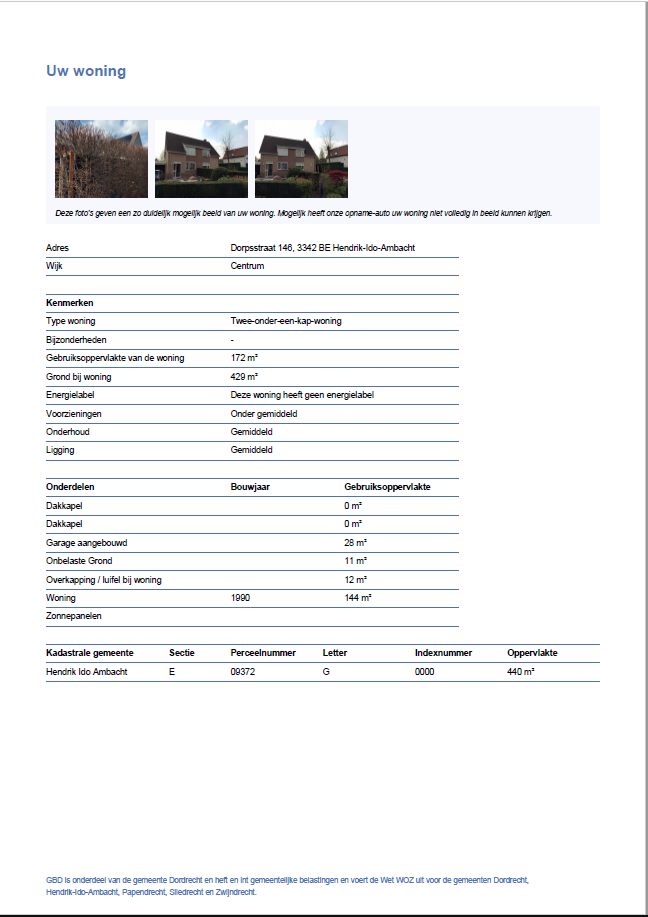 Uw woning
Deze foto's geven een zo duidelijk mogelijk beeld van uw woning. Mogelijk heeft onze opname-auto uw woning niet volledig in beeld kunnen krijgen.
Adres Dorpsstraat 146, 3342 BE Hendrik-Ido-Ambacht
Wijk Centrum
Kenmerken
Type woning Twee-onder-een-kap-woning
Bijzonderheden -
Gebruiksoppervlakte van de woning 172 m²
Grond bij woning 429 m²
Energielabel Deze woning heeft geen energielabel
Voorzieningen Onder gemiddeld
Onderhoud Gemiddeld
Ligging Gemiddeld
Onderdelen Bouwjaar Gebruiksoppervlakte
Dakkapel 0 m²
Dakkapel 0 m²
Garage aangebouwd 28 m²
Onbelaste Grond 11 m²
Overkapping / luifel bij woning 12 m²
Woning 1990 144 m²
Zonnepanelen
Kadastrale gemeente Sectie Perceelnummer Letter Indexnummer Oppervlakte
Hendrik Ido Ambacht E 09372 G 0000 440 m²
GBD is onderdeel van de gemeente Dordrecht en heft en int gemeentelijke belastingen en voert de Wet WOZ uit voor de gemeenten Dordrecht,
Hendrik-Ido-Ambacht, Papendrecht, Sliedrecht en Zwijndrecht.